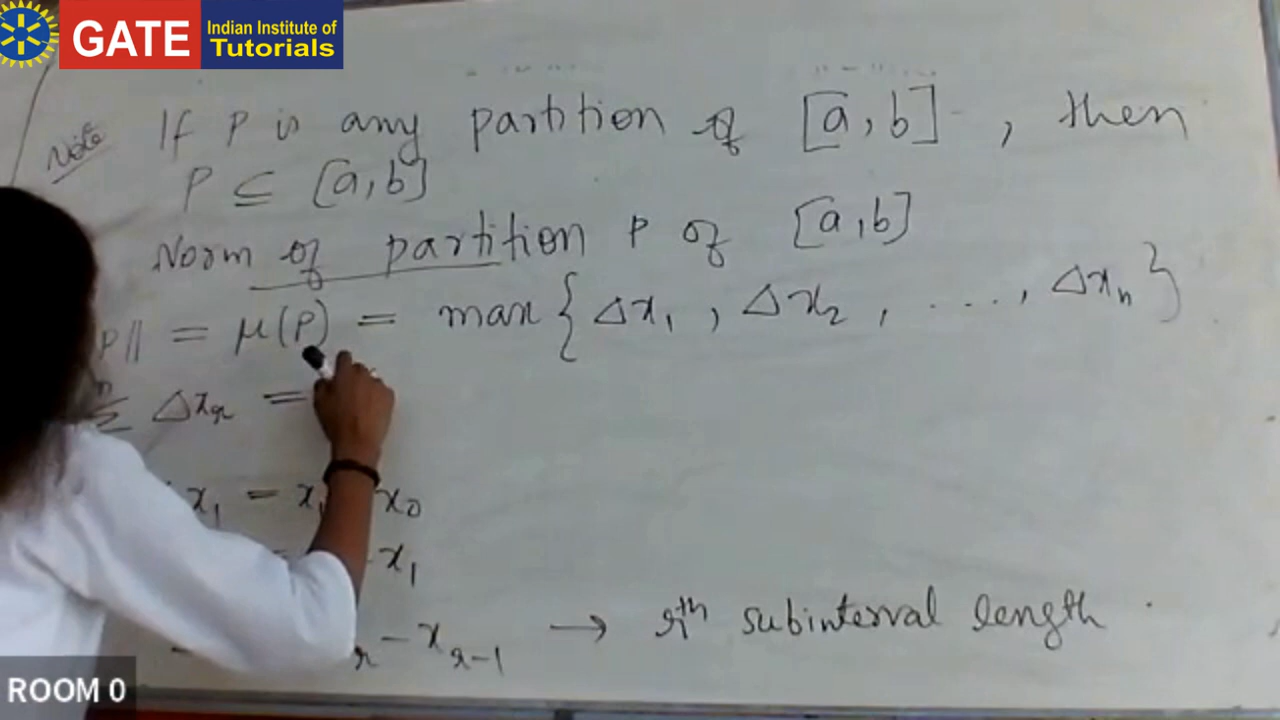 GATE Indian Institute of
Tutorials
Note If P is any partition of [a,b], then
P ⊆ [a,b]
Norm of partition P of [a,b]
P|| = μ(P) = max{Δx₁, Δx₂, ...., Δxₙ}
n
Σ Δxᵣ =
x₁ = x₁ x₀
x₁
ᵣ - xᵣ₋₁ → rᵗʰ subinterval length
ROOM 0